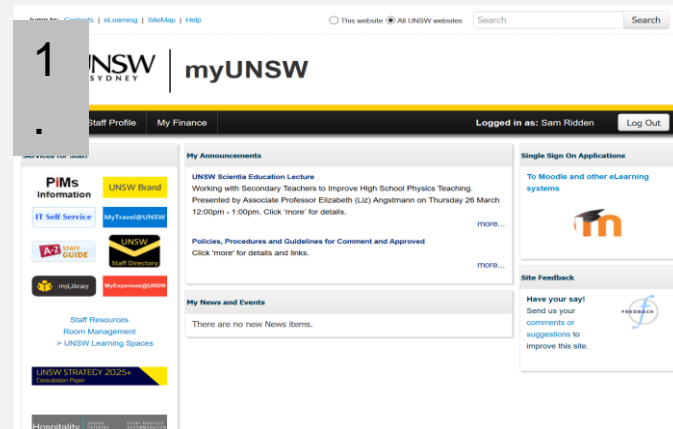 Contacts | eLearning | SiteMap | Help
This website All UNSW websites
Search
Search
1
.
UNSW
SYDNEY
myUNSW
Staff Profile My Finance
Logged in as: Sam Ridden
Log Out
Services for Staff
PiMs
Information
UNSW Brand
IT Self Service
MyTravel@UNSW
A-Z STAFF
GUIDE
UNSW
Staff Directory
myLibrary
MyExpenses@UNSW
Staff Resources
Room Management
> UNSW Learning Spaces
UNSW STRATEGY 2025+
Consultation Paper
Hospitality
My Announcements
UNSW Scientia Education Lecture
Working with Secondary Teachers to Improve High School Physics Teaching.
Presented by Associate Professor Elizabeth (Liz) Angstmann on Thursday 26 March
12:00pm - 1:00pm. Click 'more' for details.
more...
Policies, Procedures and Guidelines for Comment and Approved
Click 'more' for details and links.
more...
My News and Events
There are no new News items.
Single Sign On Applications
To Moodle and other eLearning
systems
Site Feedback
Have your say!
Send us your
comments or
suggestions to
improve this site.
FEEDBACK